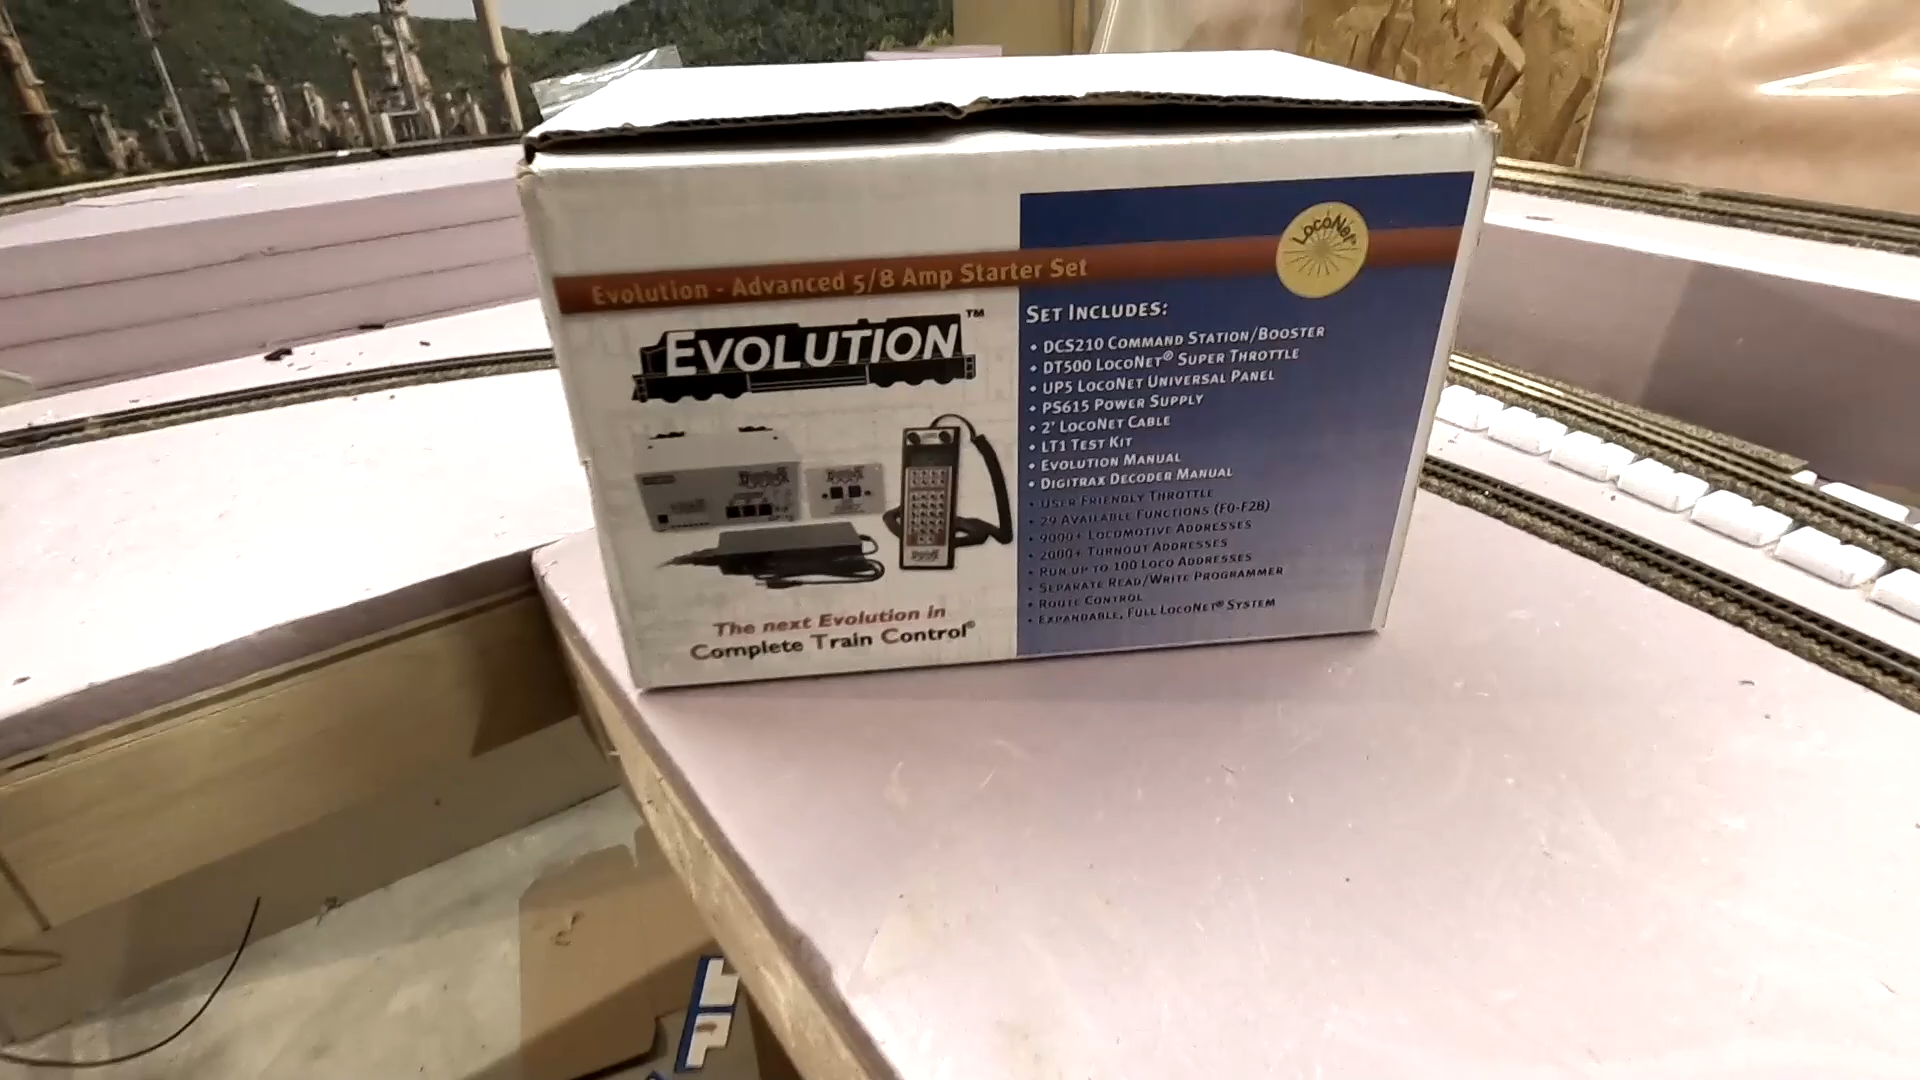 Evolution - Advanced 5/8 Amp Starter Set
LocoNet®
EVOLUTION™
The next Evolution in
Complete Train Control®
SET INCLUDES:
• DCS210 COMMAND STATION/BOOSTER
• DT500 LOCONET® SUPER THROTTLE
• UP5 LOCONET UNIVERSAL PANEL
• PS615 POWER SUPPLY
• 2' LOCONET CABLE
• LT1 TEST KIT
• EVOLUTION MANUAL
• DIGITRAX DECODER MANUAL
• USER FRIENDLY THROTTLE
• 29 AVAILABLE FUNCTIONS (F0-F28)
• 9000+ LOCOMOTIVE ADDRESSES
• 2000+ TURNOUT ADDRESSES
• RUN UP TO 100 LOCO ADDRESSES
• SEPARATE READ/WRITE PROGRAMMER
• ROUTE CONTROL
• EXPANDABLE, FULL LOCONET® SYSTEM